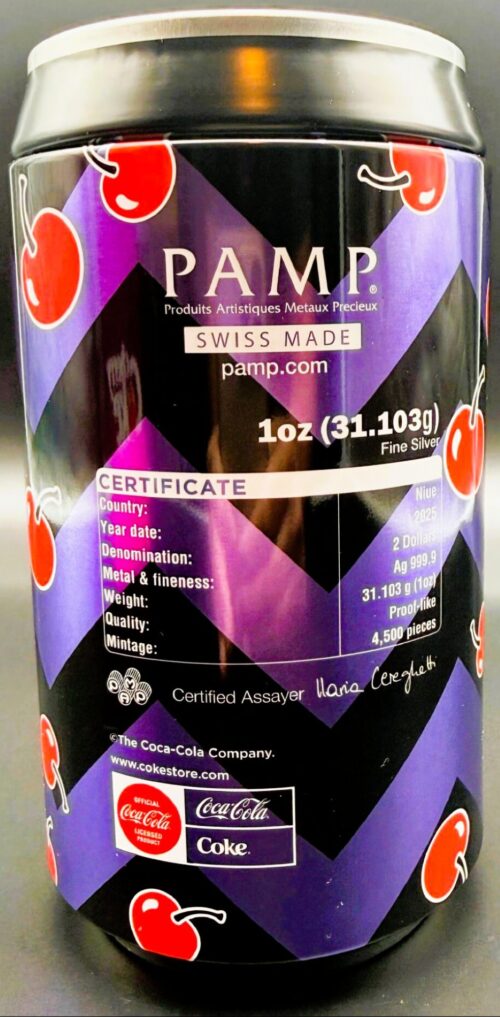 PAMP®
Produits Artistiques Metaux Precieux
SWISS MADE
pamp.com
1oz (31.103g)
Fine Silver
CERTIFICATE
Country: Niue
Year date: 2025
Denomination: 2 Dollars
Metal & fineness: Ag 999.9
Weight: 31.103 g (1oz)
Quality: Proof-like
Mintage: 4,500 pieces
PAMP
Certified Assayer
©The Coca-Cola Company.
www.cokestore.com
OFFICIAL
Coca-Cola
LICENSED
PRODUCT
Coca-Cola
Coke